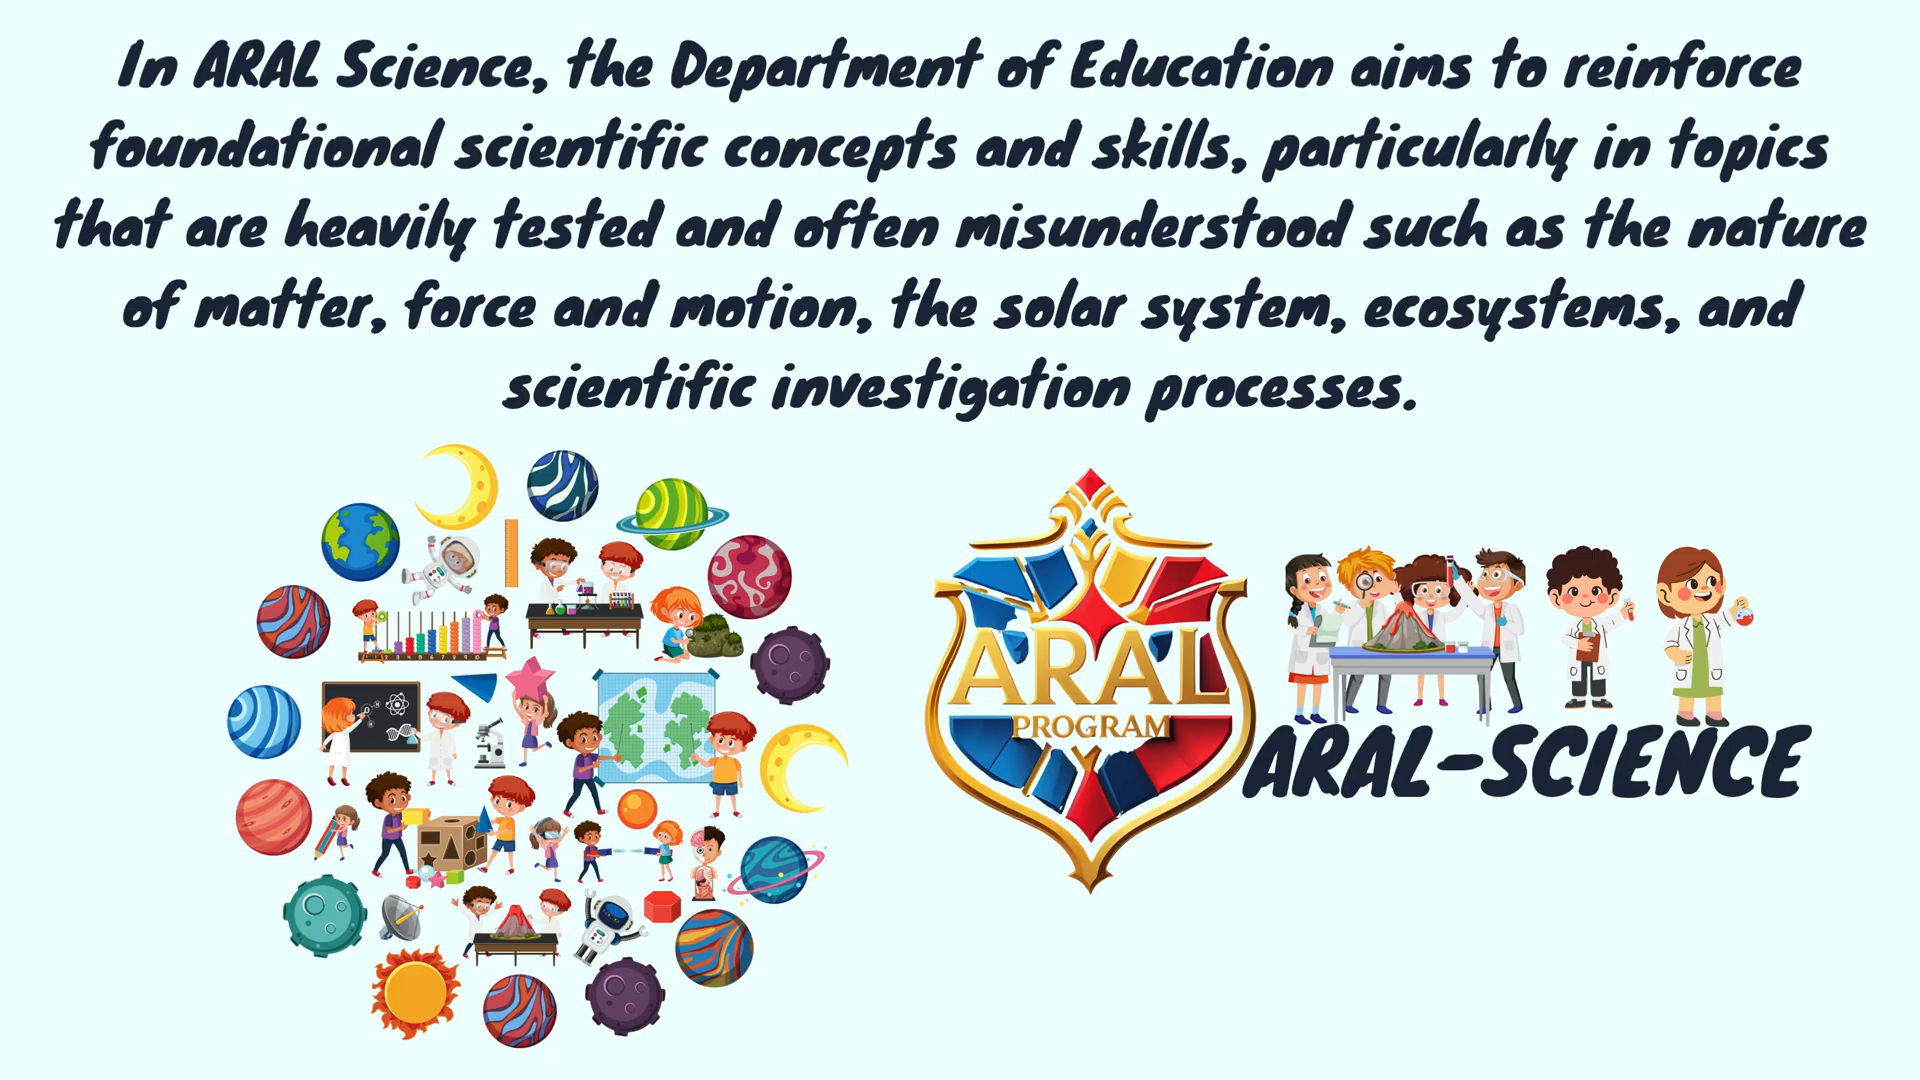 In ARAL Science, the Department of Education aims to reinforce
foundational scientific concepts and skills, particularly in topics
that are heavily tested and often misunderstood such as the nature
of matter, force and motion, the solar system, ecosystems, and
scientific investigation processes.
ARAL
PROGRAM
ARAL-SCIENCE